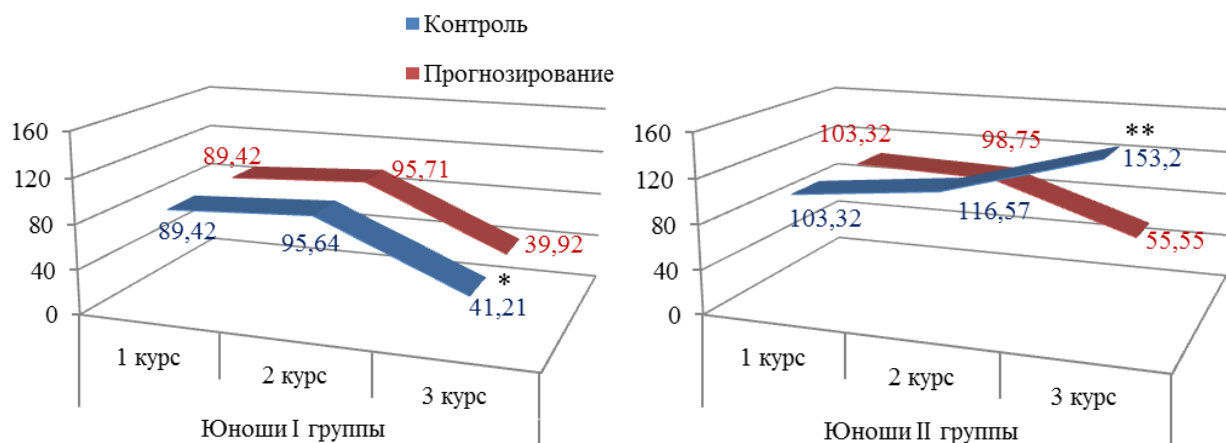 Контроль
Прогнозирование
160
120
80
40
0
89,42
95,71
39,92
89,42
95,64
41,21
*
1 курс
2 курс
3 курс
Юноши I группы
160
120
80
40
0
103,32
98,75
**
153,2
103,32
116,57
55,55
1 курс
2 курс
3 курс
Юноши II группы